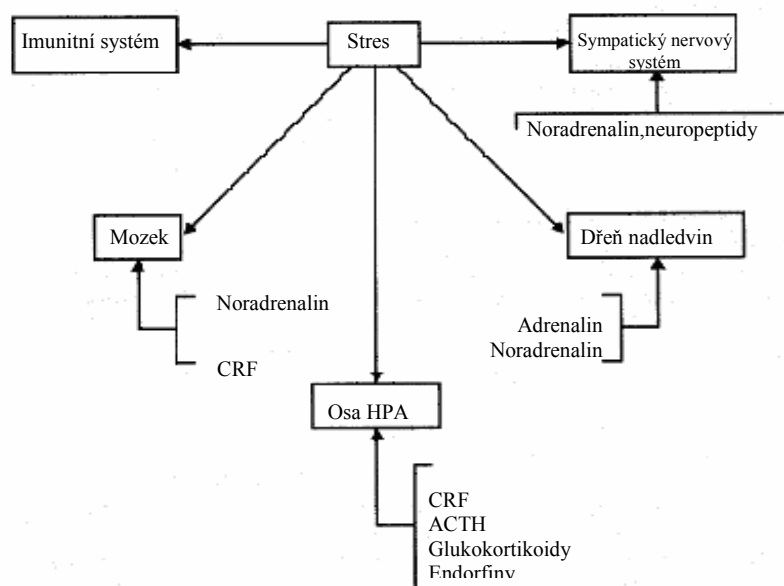 Imunitní systém
Stres
Sympatický nervový
systém
Noradrenalin,neuropeptidy
Mozek
Dřeň nadledvin
Noradrenalin
CRF
Adrenalin
Noradrenalin
Osa HPA
CRF
ACTH
Glukokortikoidy
Endorfiny